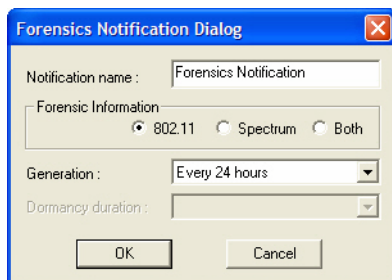 Forensics Notification Dialog
Notification name : Forensics Notification
Forensic Information
802.11 Spectrum Both
Generation : Every 24 hours
Dormancy duration :
OK Cancel